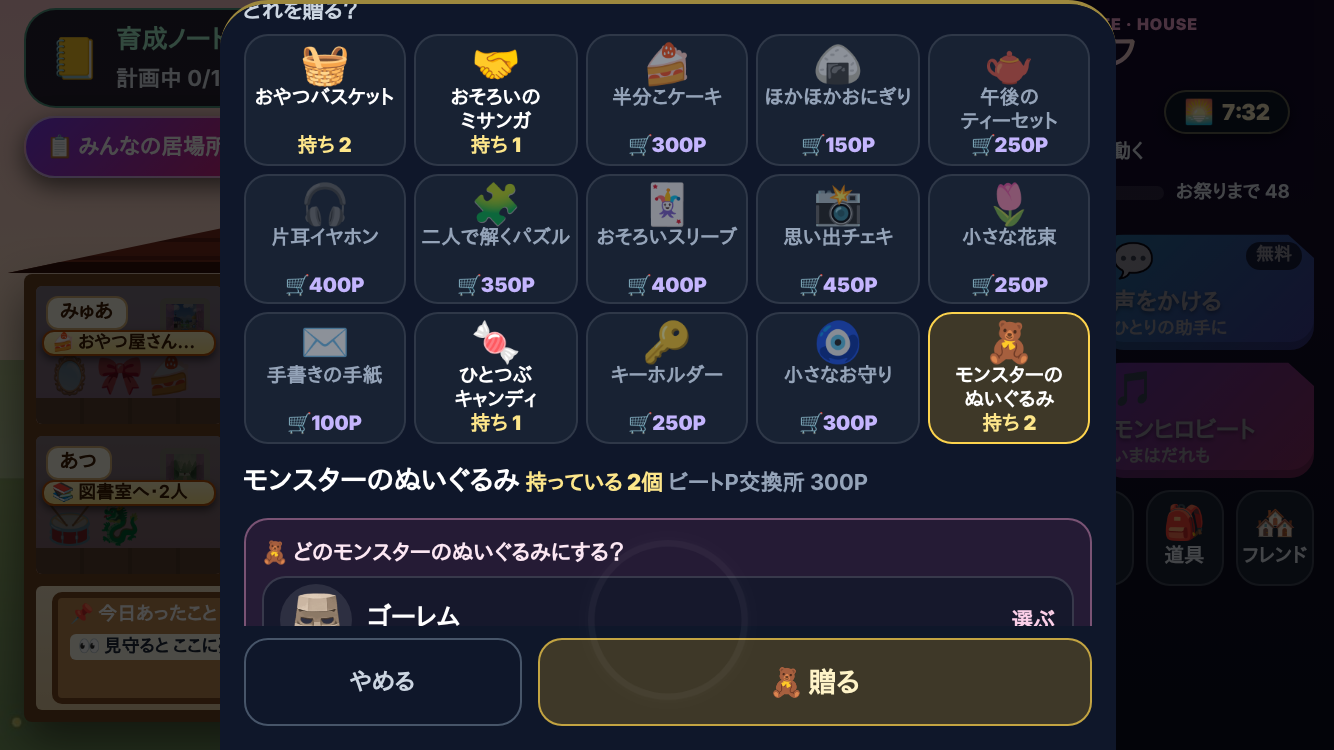 どれを贈る?
育成ノート
計画中 0/1
みんなの居場所
E · HOUSE
フ
7:32
動く
お祭りまで 48
おやつバスケット
持ち 2
おそろいの
ミサンガ
持ち 1
半分こケーキ
300P
ほかほかおにぎり
150P
午後の
ティーセット
250P
片耳イヤホン
400P
二人で解くパズル
350P
おそろいスリーブ
400P
思い出チェキ
450P
小さな花束
250P
手書きの手紙
100P
ひとつぶ
キャンディ
持ち 1
キーホルダー
250P
小さなお守り
300P
モンスターの
ぬいぐるみ
持ち 2
モンスターのぬいぐるみ 持っている 2個 ビートP交換所 300P
どのモンスターのぬいぐるみにする?
ゴーレム
選ぶ
やめる
贈る
みゅあ
おやつ屋さん…
あつ
図書室へ・2人
今日あったこと
見守ると ここに
無料
声をかける
ひとりの助手に
モンヒロビート
いまはだれも
道具
フレンド